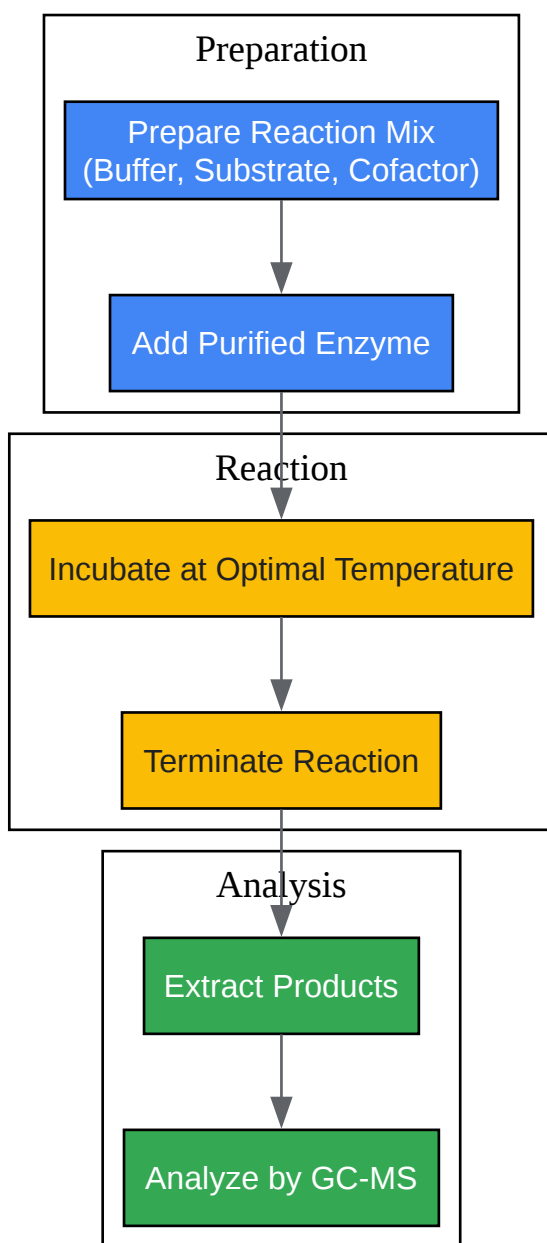 Preparation
Prepare Reaction Mix
(Buffer, Substrate, Cofactor)
Add Purified Enzyme
Reaction
Incubate at Optimal Temperature
Terminate Reaction
Analysis
Extract Products
Analyze by GC-MS